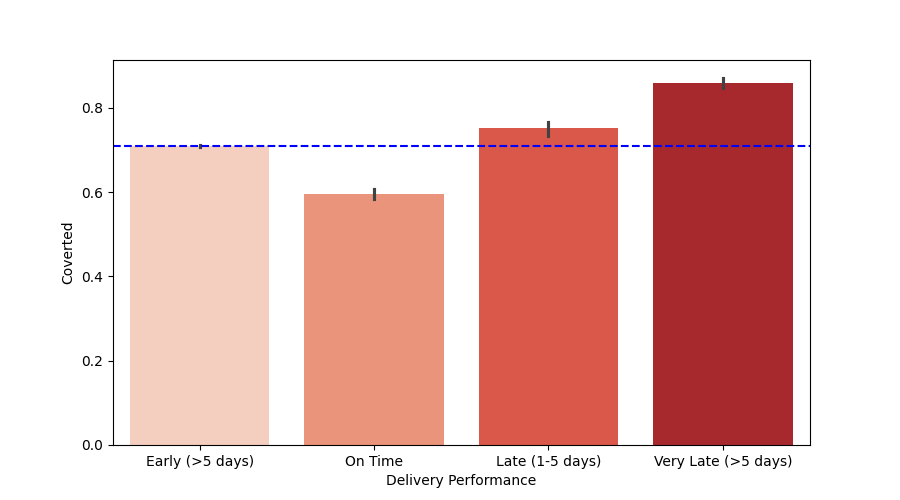 0.8
0.6
0.4
0.2
0.0
Coverted
Early (>5 days)
On Time
Late (1-5 days)
Very Late (>5 days)
Delivery Performance